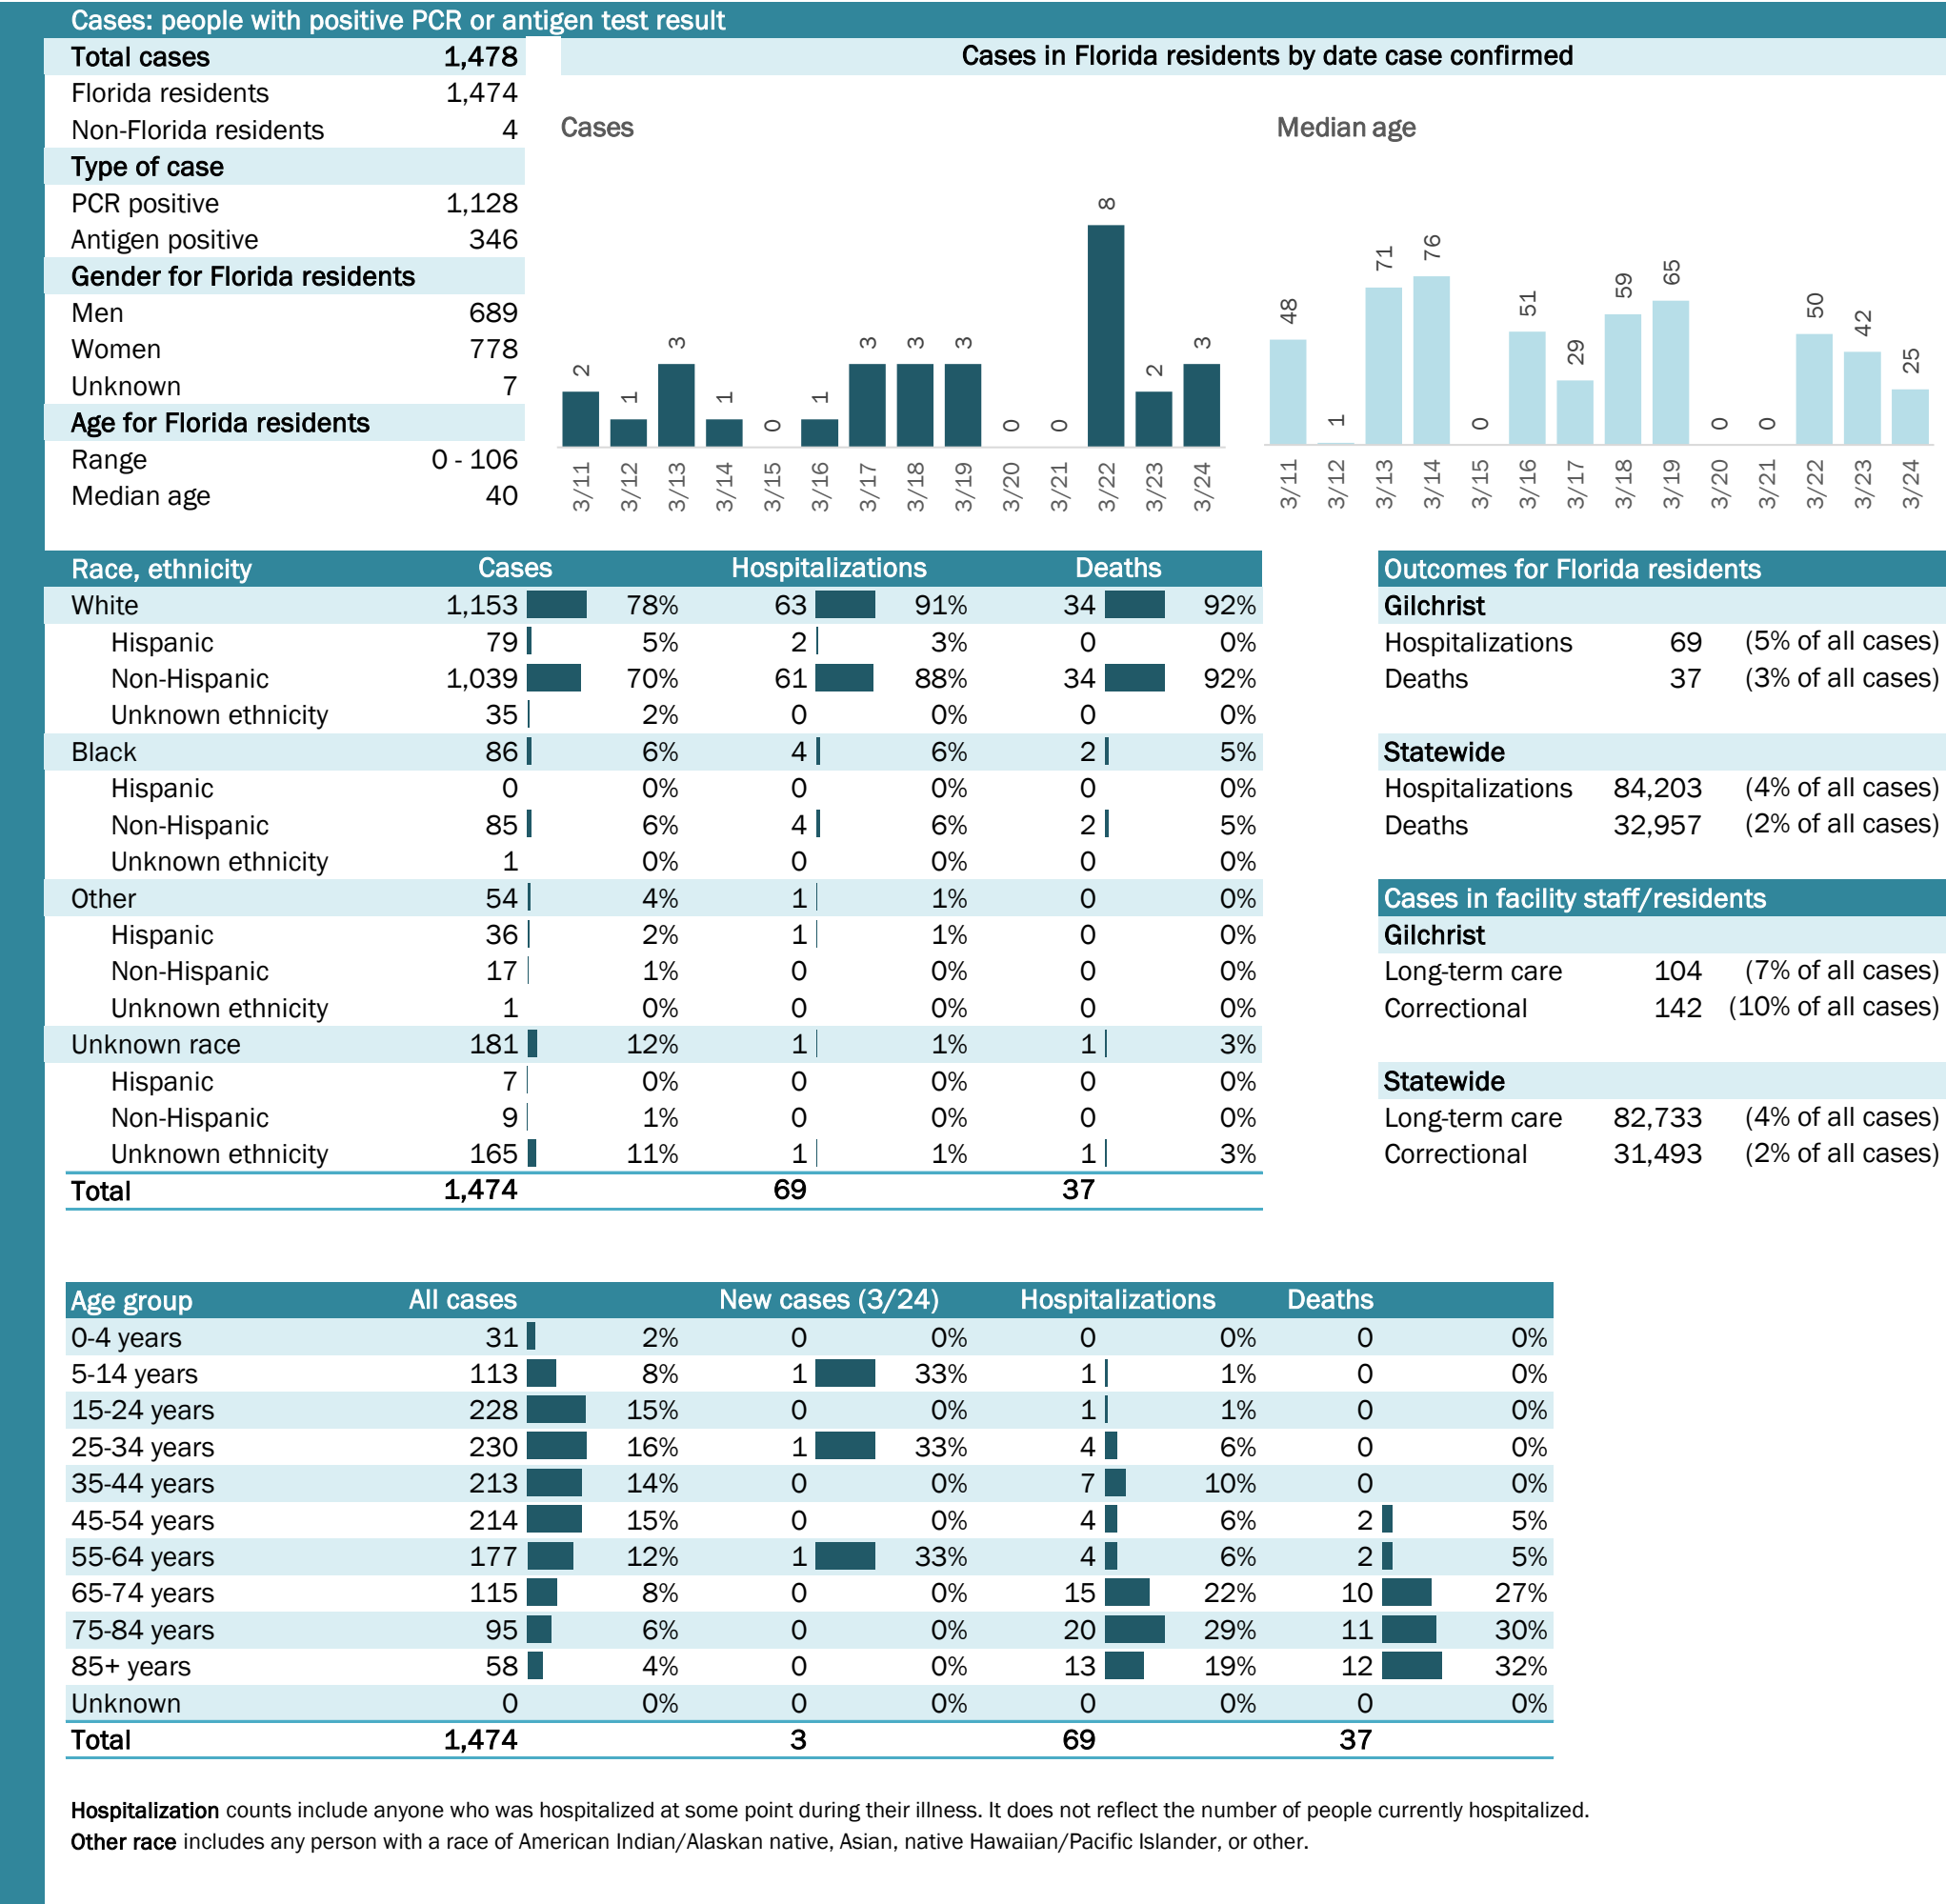 Cases: people with positive PCR or antigen test result
Total cases 1,478
Florida residents 1,474
Non-Florida residents 4
Type of case
PCR positive 1,128
Antigen positive 346
Gender for Florida residents
Men 689
Women 778
Unknown 7
Age for Florida residents
Range 0 - 106
Median age 40
Cases in Florida residents by date case confirmed
Cases
2 1 3 1 0 1 3 3 3 0 0 8 2 3
3/11 3/12 3/13 3/14 3/15 3/16 3/17 3/18 3/19 3/20 3/21 3/22 3/23 3/24
Median age
48 1 71 76 0 51 29 59 65 0 0 50 42 25
3/11 3/12 3/13 3/14 3/15 3/16 3/17 3/18 3/19 3/20 3/21 3/22 3/23 3/24
Race, ethnicity Cases Hospitalizations Deaths
White 1,153 78% 63 91% 34 92%
Hispanic 79 5% 2 3% 0 0%
Non-Hispanic 1,039 70% 61 88% 34 92%
Unknown ethnicity 35 2% 0 0% 0 0%
Black 86 6% 4 6% 2 5%
Hispanic 0 0% 0 0% 0 0%
Non-Hispanic 85 6% 4 6% 2 5%
Unknown ethnicity 1 0% 0 0% 0 0%
Other 54 4% 1 1% 0 0%
Hispanic 36 2% 1 1% 0 0%
Non-Hispanic 17 1% 0 0% 0 0%
Unknown ethnicity 1 0% 0 0% 0 0%
Unknown race 181 12% 1 1% 1 3%
Hispanic 7 0% 0 0% 0 0%
Non-Hispanic 9 1% 0 0% 0 0%
Unknown ethnicity 165 11% 1 1% 1 3%
Total 1,474 69 37
Outcomes for Florida residents
Gilchrist
Hospitalizations 69 (5% of all cases)
Deaths 37 (3% of all cases)
Statewide
Hospitalizations 84,203 (4% of all cases)
Deaths 32,957 (2% of all cases)
Cases in facility staff/residents
Gilchrist
Long-term care 104 (7% of all cases)
Correctional 142 (10% of all cases)
Statewide
Long-term care 82,733 (4% of all cases)
Correctional 31,493 (2% of all cases)
Age group All cases New cases (3/24) Hospitalizations Deaths
0-4 years 31 2% 0 0% 0 0% 0 0%
5-14 years 113 8% 1 33% 1 1% 0 0%
15-24 years 228 15% 0 0% 1 1% 0 0%
25-34 years 230 16% 1 33% 4 6% 0 0%
35-44 years 213 14% 0 0% 7 10% 0 0%
45-54 years 214 15% 0 0% 4 6% 2 5%
55-64 years 177 12% 1 33% 4 6% 2 5%
65-74 years 115 8% 0 0% 15 22% 10 27%
75-84 years 95 6% 0 0% 20 29% 11 30%
85+ years 58 4% 0 0% 13 19% 12 32%
Unknown 0 0% 0 0% 0 0% 0 0%
Total 1,474 3 69 37
Hospitalization counts include anyone who was hospitalized at some point during their illness. It does not reflect the number of people currently hospitalized.
Other race includes any person with a race of American Indian/Alaskan native, Asian, native Hawaiian/Pacific Islander, or other.